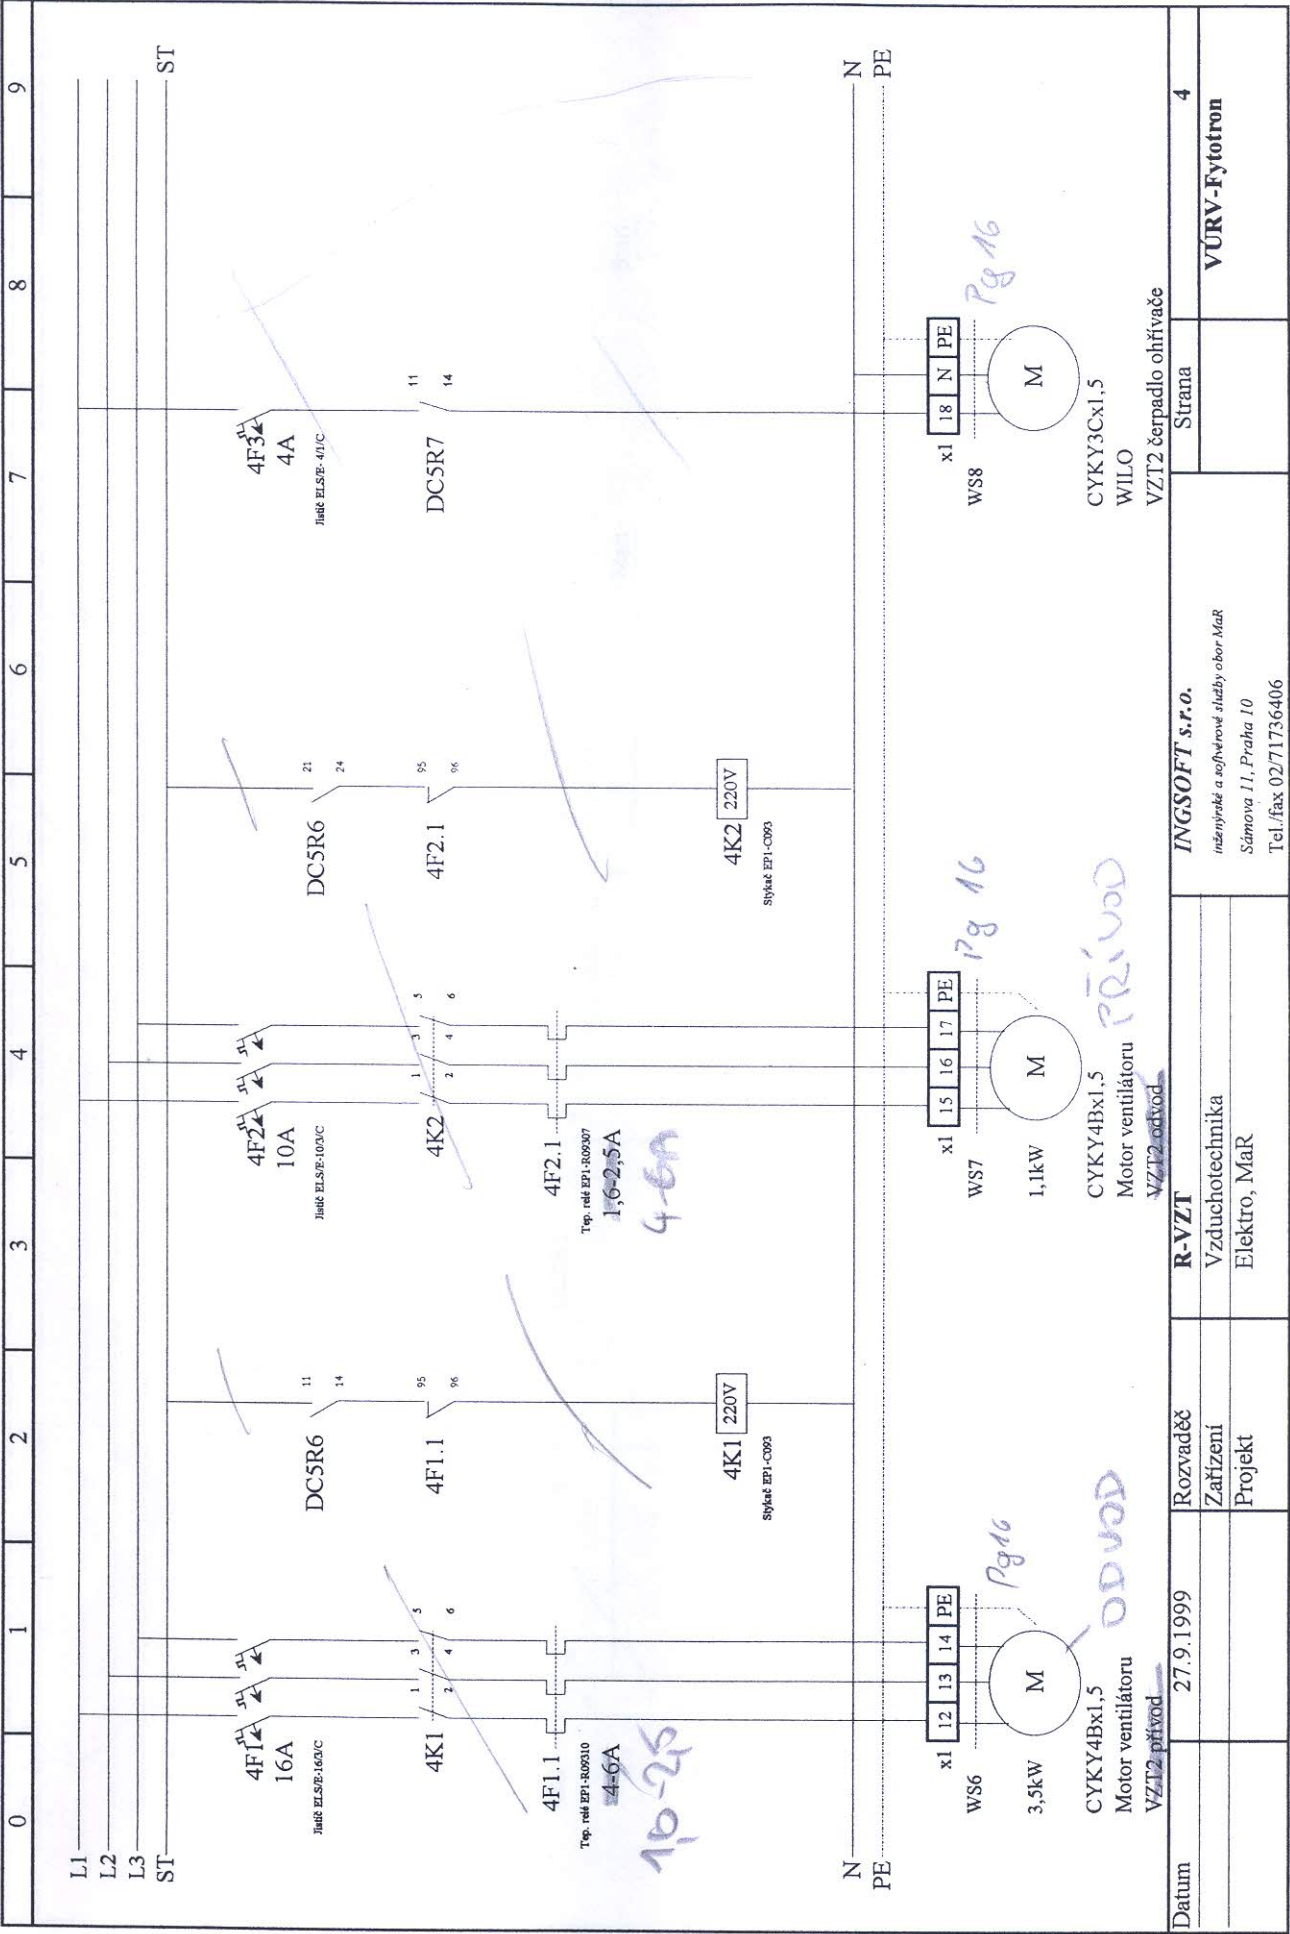 0 1 2 3 4 5 6 7 8 9
L1
L2
L3
ST ST
4F1
16A
Jistič ELS/E-16/3/C
4K1
1 3 5
2 4 6
4F1.1
Tep. relé EP1-R09310
4-6A
1,6-2,5
DC5R6
11
14
4F1.1
95
96
4K1 220V
Stykač EP1-C093
4F2
10A
Jistič ELS/E-10/3/C
4K2
1 3 5
2 4 6
4F2.1
Tep. relé EP1-R09307
1,6-2,5A
4-6A
DC5R6
21
24
4F2.1
95
96
4K2 220V
Stykač EP1-C093
4F3
4A
Jistič ELS/E-4/1/C
DC5R7
11
14
N N
PE PE
x1 12 13 14 PE
WS6
Pg16
3,5kW
M
CYKY4Bx1,5
Motor ventilátoru
VZT2 přívod
ODVOD
x1 15 16 17 PE
WS7
Pg 16
1,1kW
M
CYKY4Bx1,5
Motor ventilátoru
VZT2 odvod
PŘÍVOD
x1 18 N PE
WS8
Pg 16
M
CYKY3Cx1,5
WILO
VZT2 čerpadlo ohřívače
Datum 27.9.1999
Rozvaděč R-VZT
Zařízení Vzduchotechnika
Projekt Elektro, MaR
INGSOFT s.r.o.
inženýrské a softvérové služby obor MaR
Sámova 11, Praha 10
Tel./fax 02/71736406
Strana 4
VÚRV-Fytotron